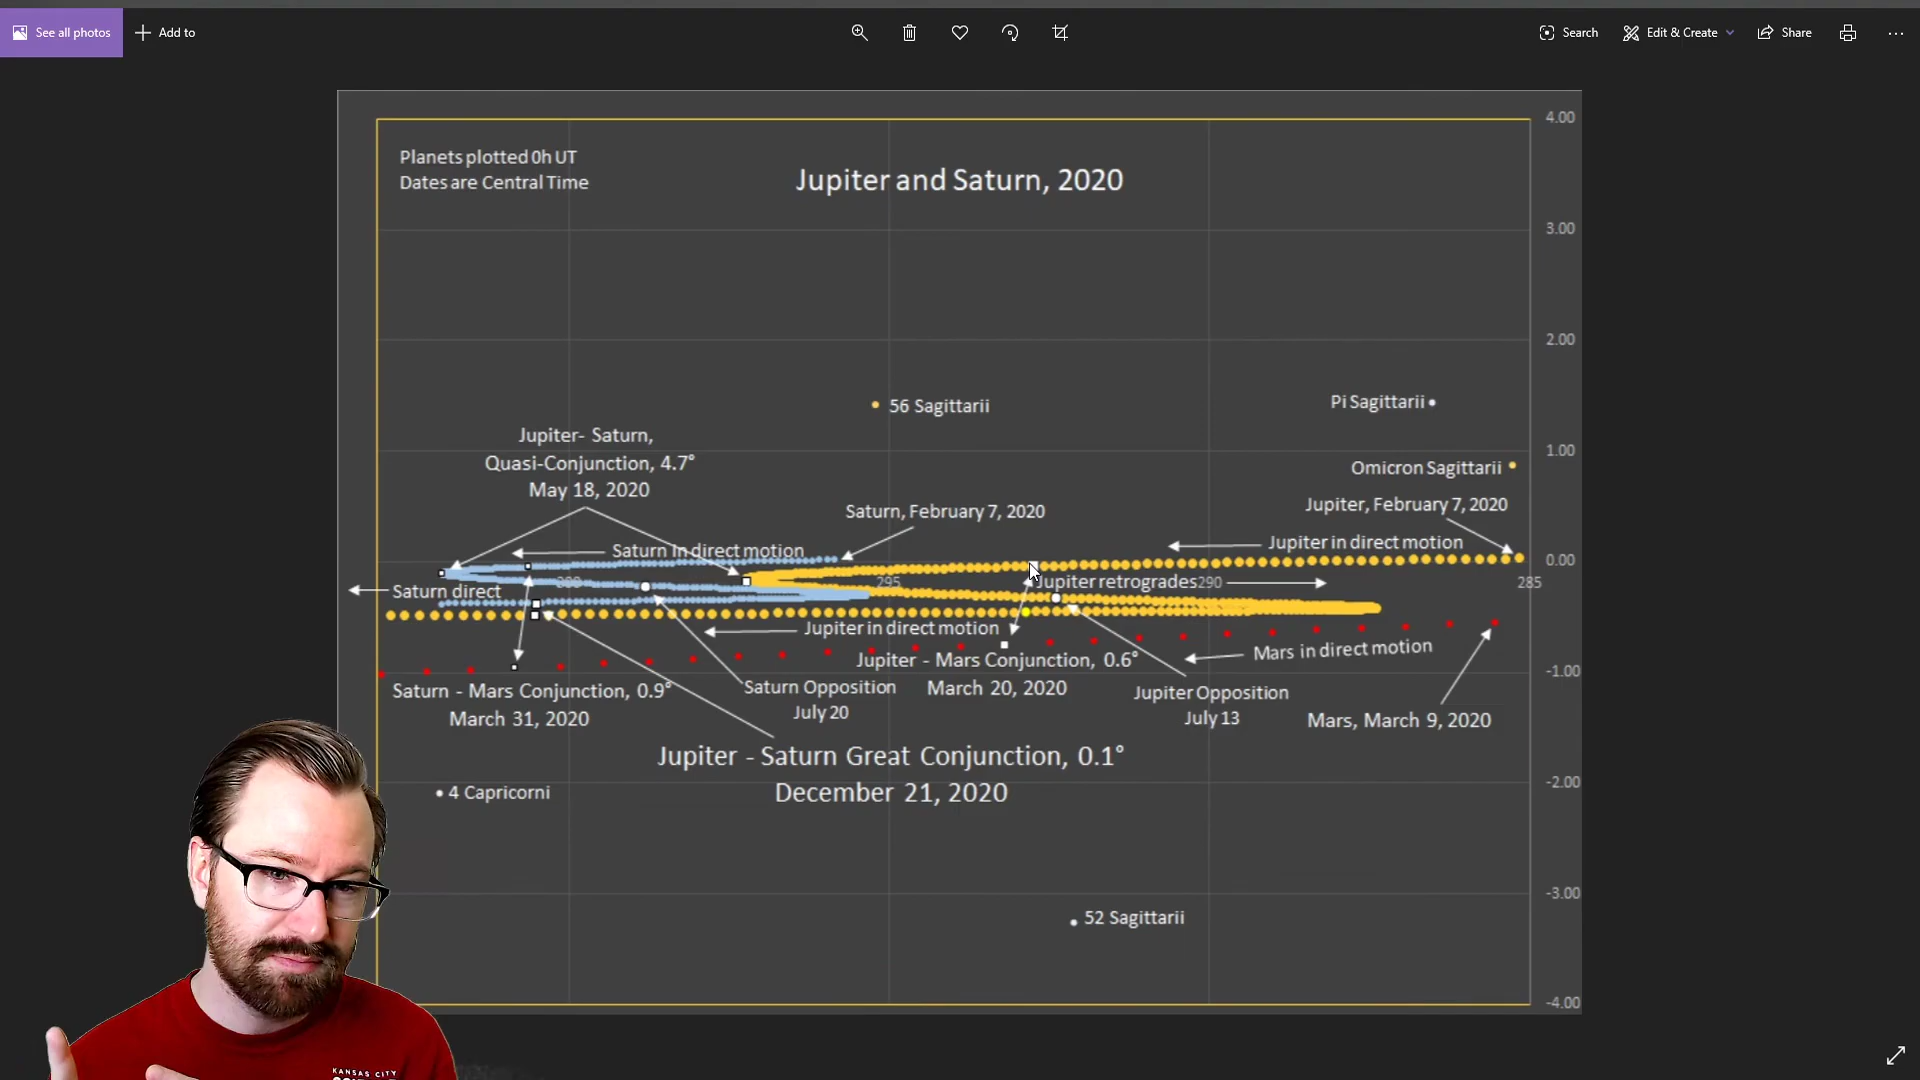 See all photos
Add to
Search
Edit & Create
Share
Planets plotted 0h UT
Dates are Central Time
Jupiter and Saturn, 2020
4.00
3.00
2.00
1.00
0.00
-1.00
-2.00
-3.00
-4.00
56 Sagittarii
Pi Sagittarii
Omicron Sagittarii
Jupiter- Saturn,
Quasi-Conjunction, 4.7°
May 18, 2020
Saturn, February 7, 2020
Jupiter, February 7, 2020
Saturn in direct motion
Jupiter in direct motion
Saturn direct
295
Jupiter retrogrades
290
285
Jupiter in direct motion
Mars in direct motion
Jupiter - Mars Conjunction, 0.6°
March 20, 2020
Saturn - Mars Conjunction, 0.9°
March 31, 2020
Saturn Opposition
July 20
Jupiter Opposition
July 13
Mars, March 9, 2020
Jupiter - Saturn Great Conjunction, 0.1°
December 21, 2020
4 Capricorni
52 Sagittarii
KANSAS CITY